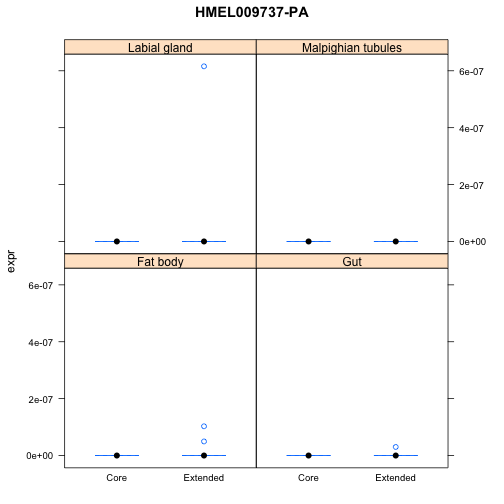 HMEL009737-PA
Labial gland
Malpighian tubules
6e-07
4e-07
2e-07
0e+00
expr
Fat body
Gut
6e-07
4e-07
2e-07
0e+00
Core
Extended
Core
Extended